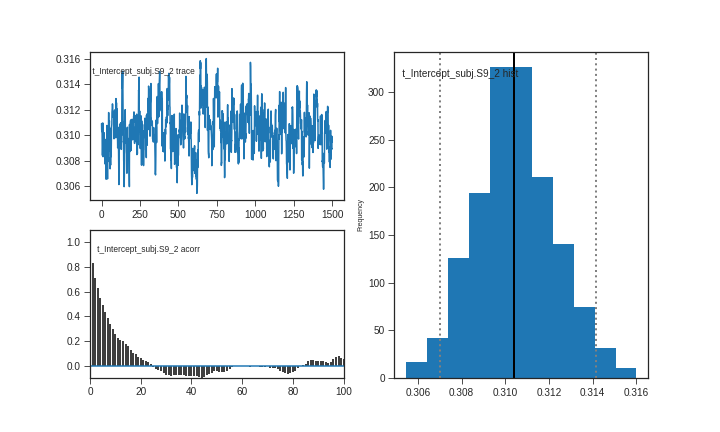 t_Intercept_subj.S9_2 trace
0.316
0.314
0.312
0.310
0.308
0.306
0 250 500 750 1000 1250 1500
t_Intercept_subj.S9_2 acorr
1.0
0.8
0.6
0.4
0.2
0.0
0 20 40 60 80 100
t_Intercept_subj.S9_2 hist
Frequency
300
250
200
150
100
50
0
0.306 0.308 0.310 0.312 0.314 0.316